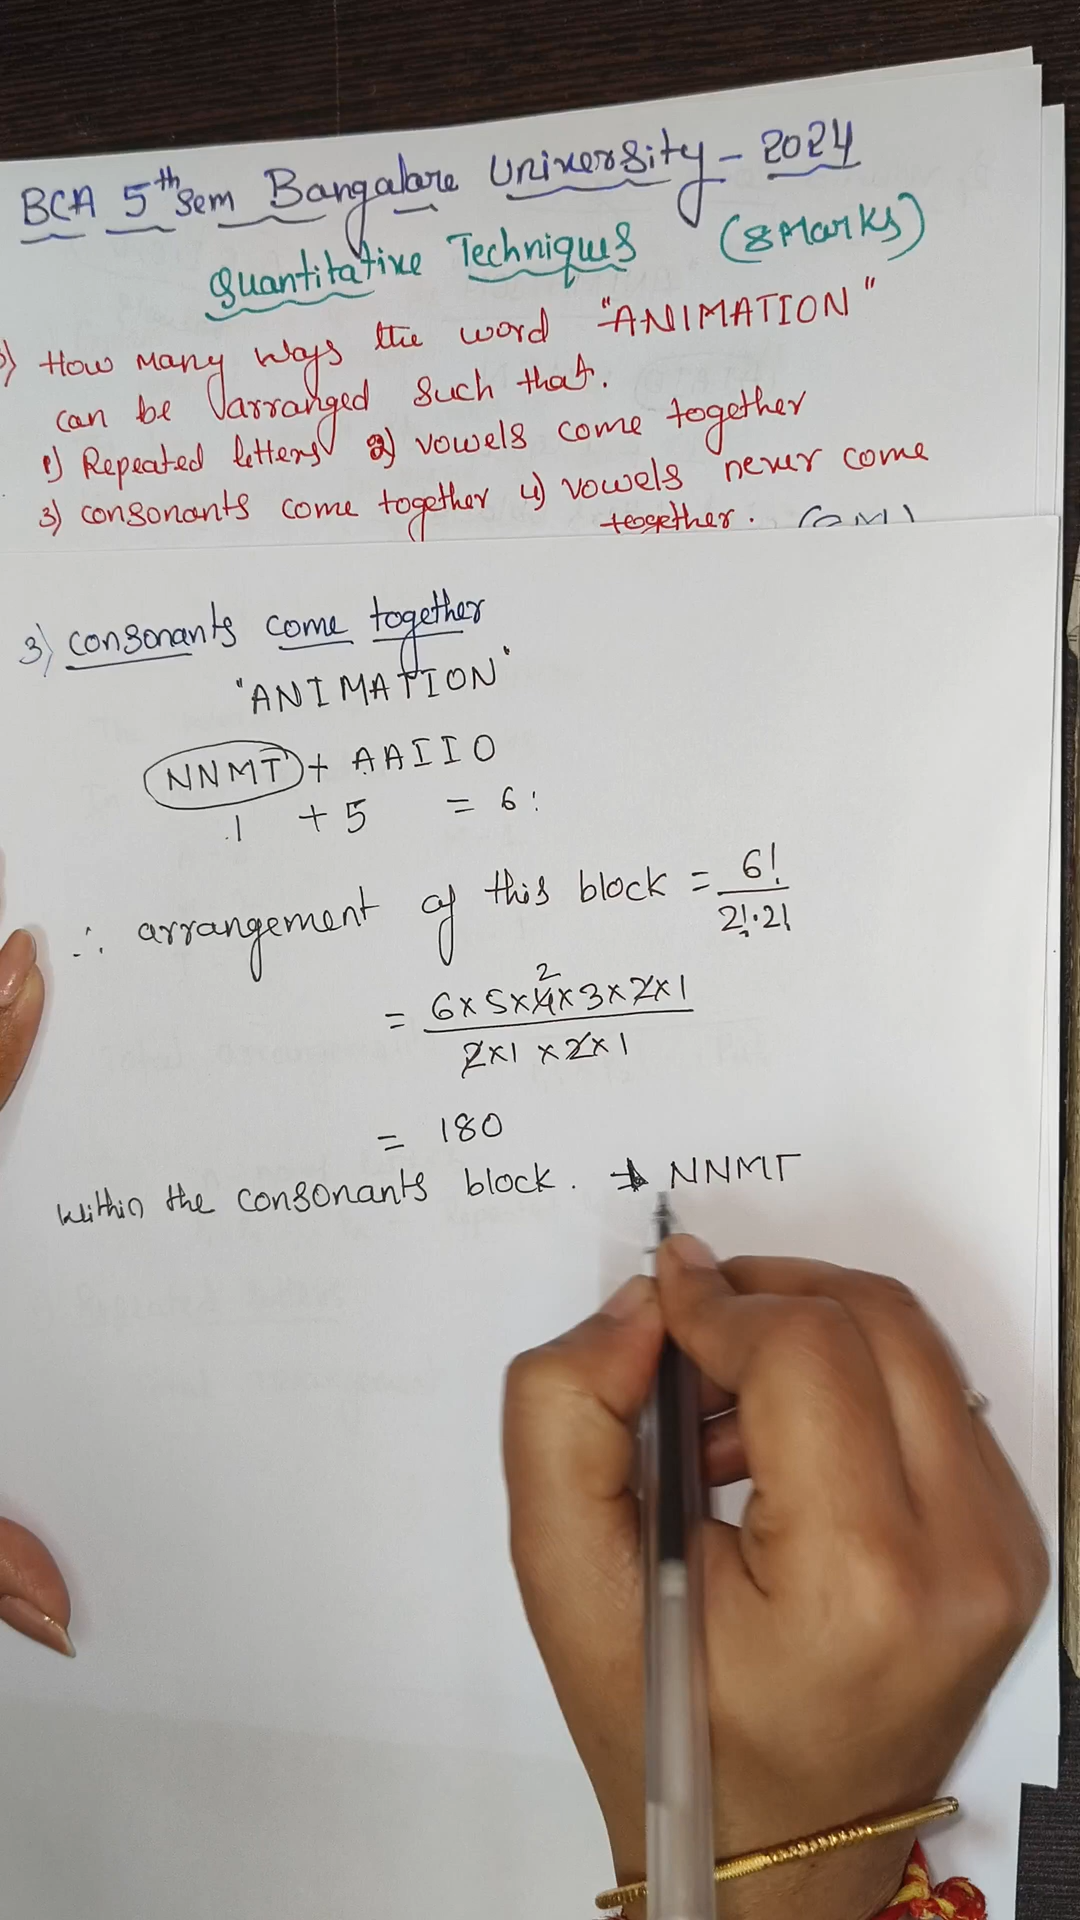 BCA 5th Sem Bangalore University - 2024
Quantitative Techniques (8 Marks)
How many ways the word "ANIMATION"
can be arranged such that.
1) Repeated letters 2) vowels come together
3) consonants come together 4) vowels never come
together.
3) consonants come together
"ANIMATION"
NNMT + AAIIO
1 + 5 = 6!
∴ arrangement of this block = 6! / 2!·2!
= 6×5×4×3×2×1 / 2×1×2×1
2
= 180
within the consonants block. → NNMT